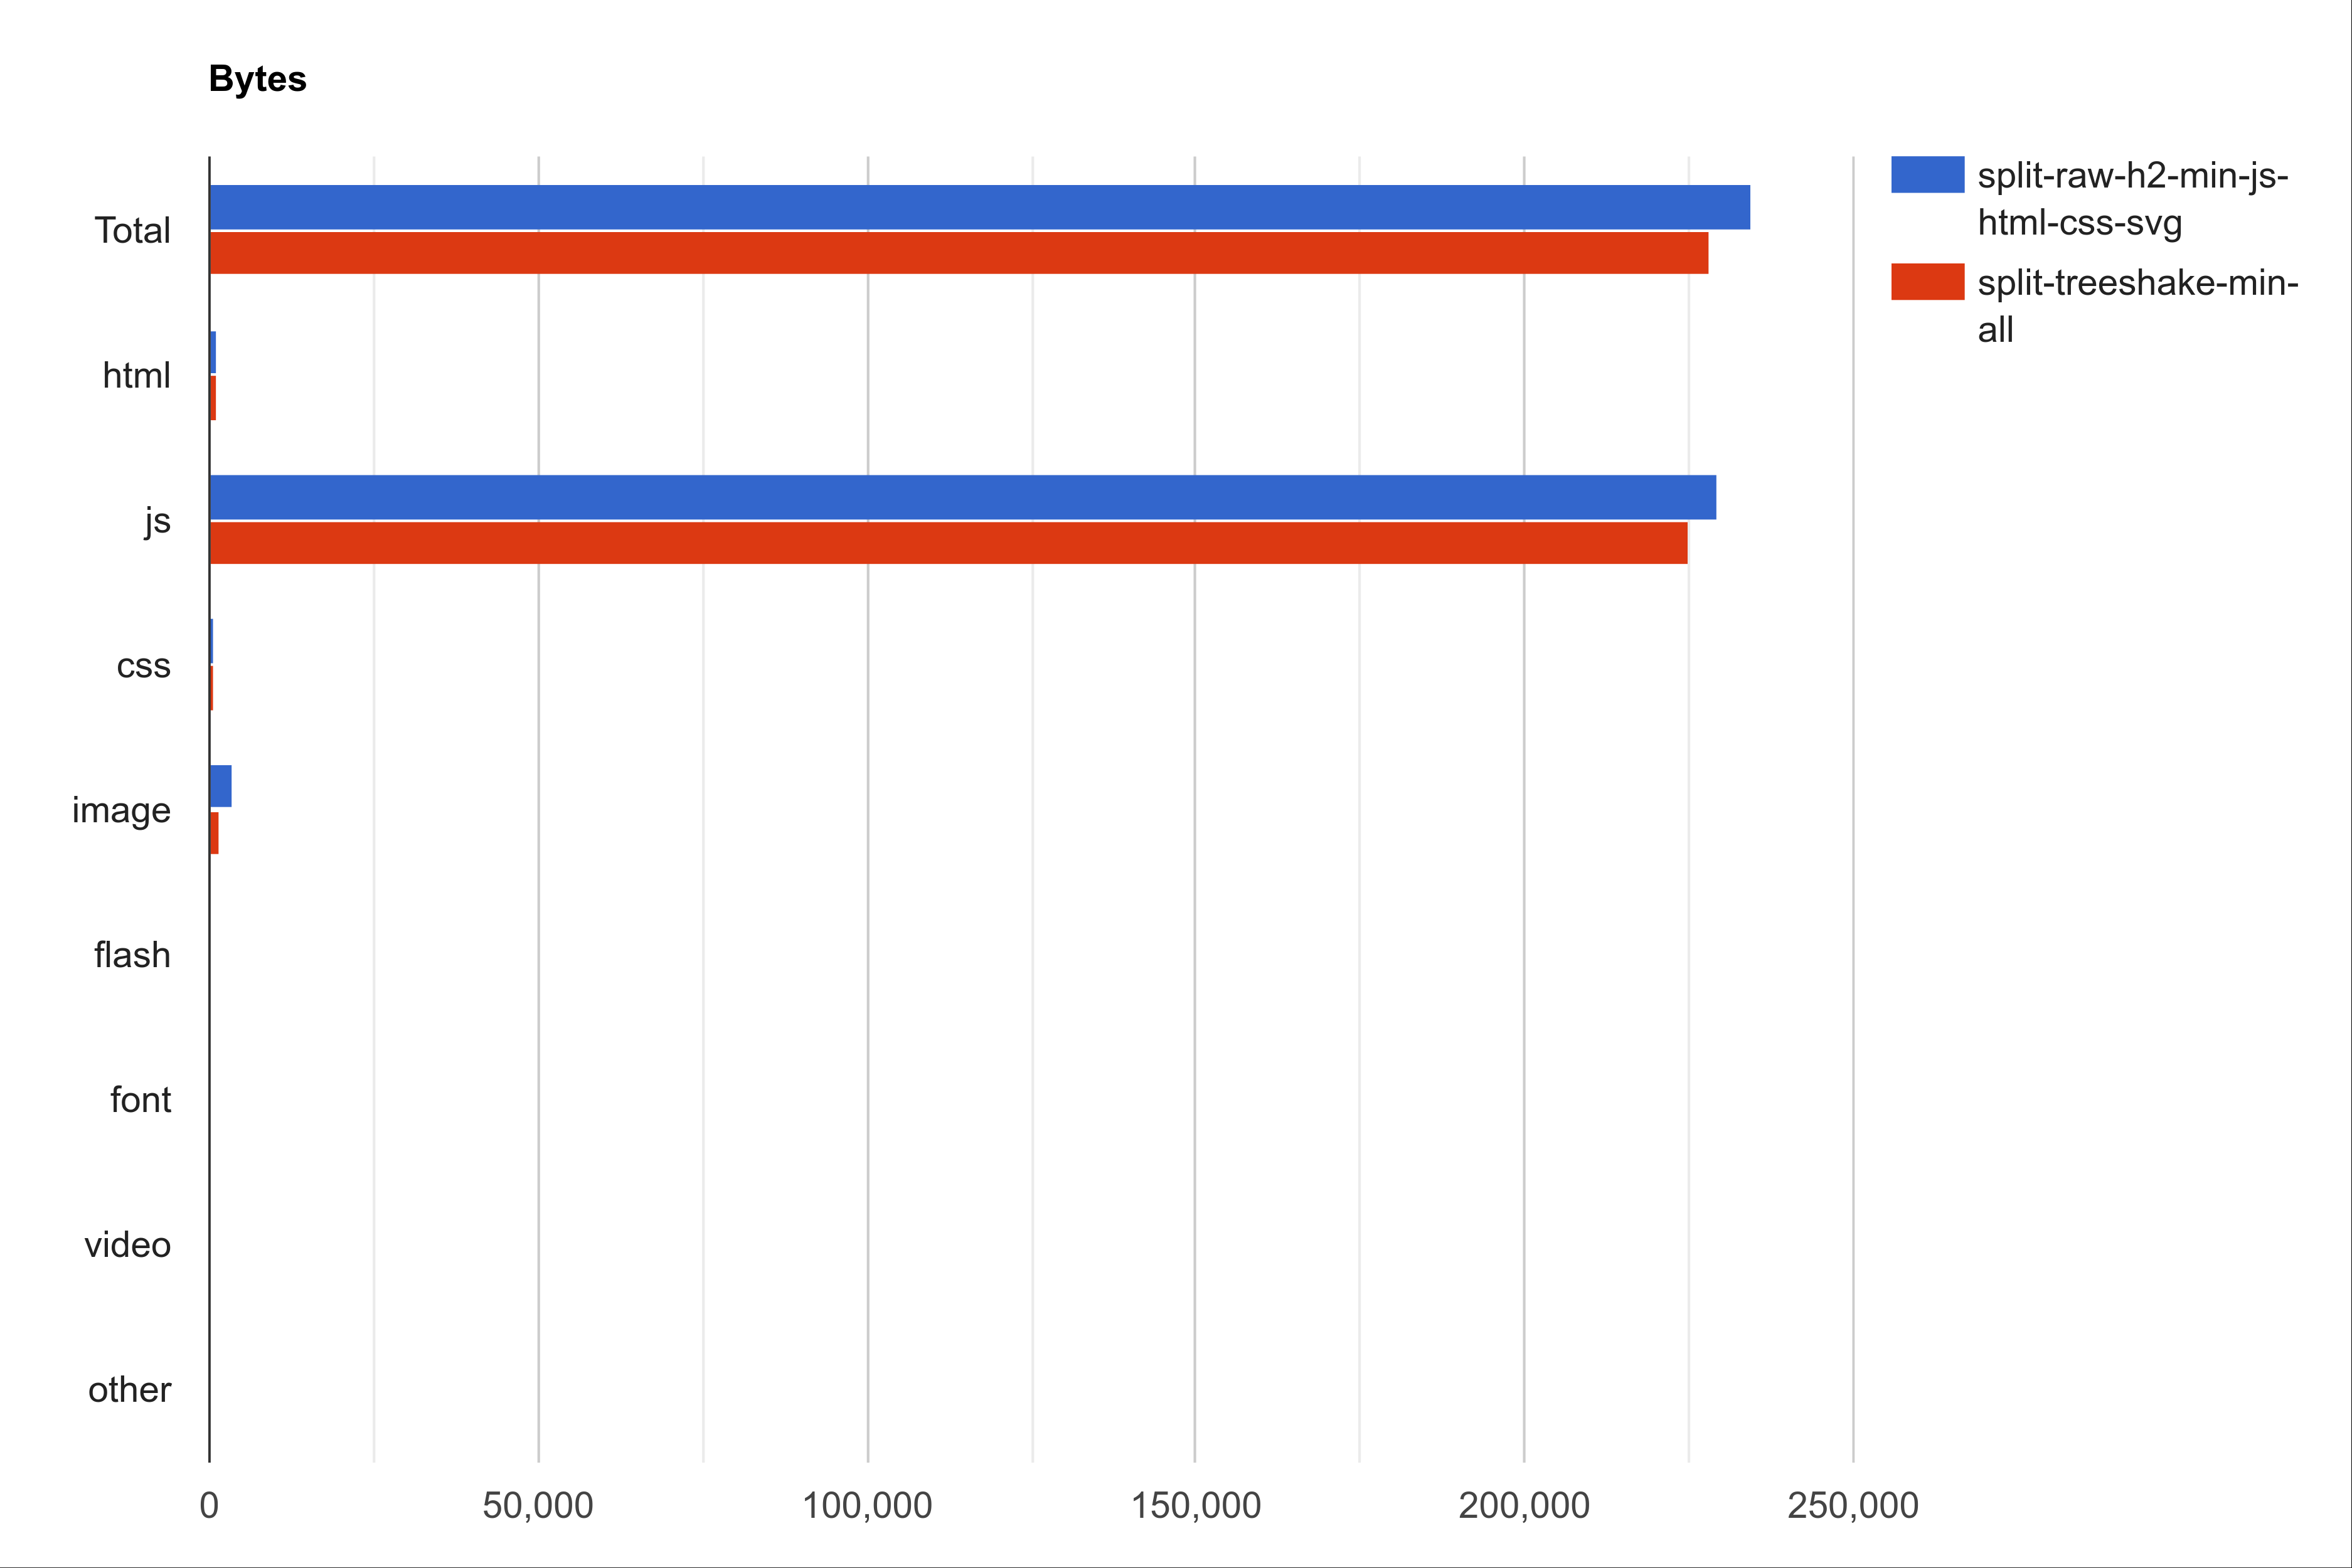 Bytes
split-raw-h2-min-js-
html-css-svg
split-treeshake-min-
all
Total
html
js
css
image
flash
font
video
other
0 50,000 100,000 150,000 200,000 250,000